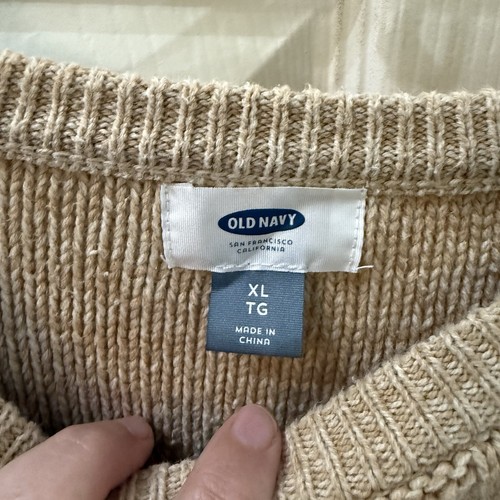 OLD NAVY
SAN FRANCISCO
CALIFORNIA
XL
TG
MADE IN
CHINA